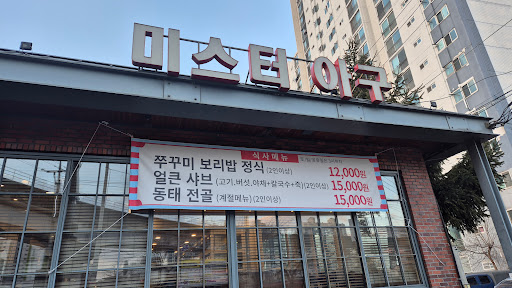 미스터 아구
식사메뉴
쭈꾸미 보리밥 정식 (2인이상) 12,000원
얼큰 샤브 (고기,버섯,야채+칼국수+죽)(2인이상) 15,000원
동태 전골 (계절메뉴)(2인이상) 15,000원